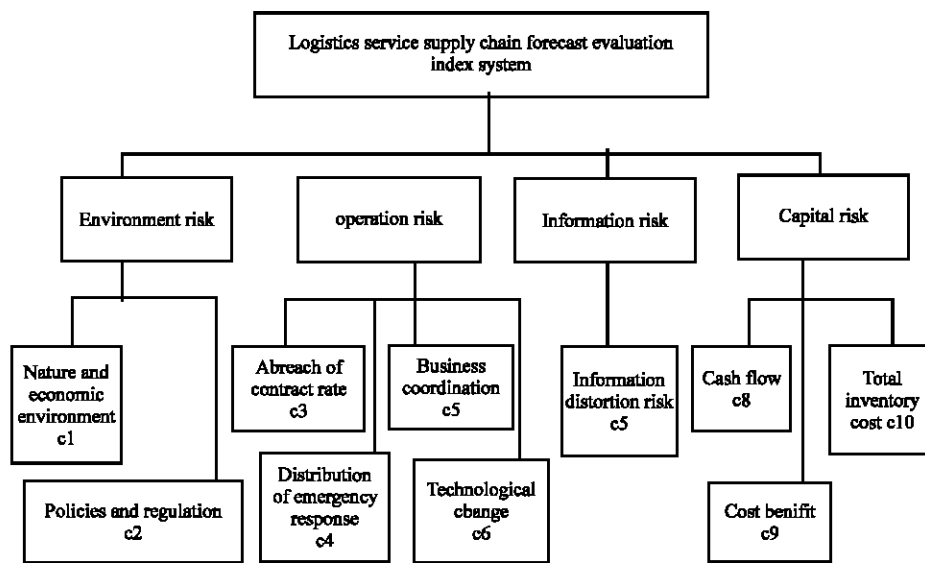 Logistics service supply chain forecast evaluation
index system
Environment risk
operation risk
Information risk
Capital risk
Nature and
economic
environment
c1
Abreach of
contract rate
c3
Business
coordination
c5
Information
distortion risk
c5
Cash flow
c8
Total
inventory
cost c10
Policies and regulation
c2
Distribution
of emergency
response
c4
Technological
cbange
c6
Cost benifit
c9